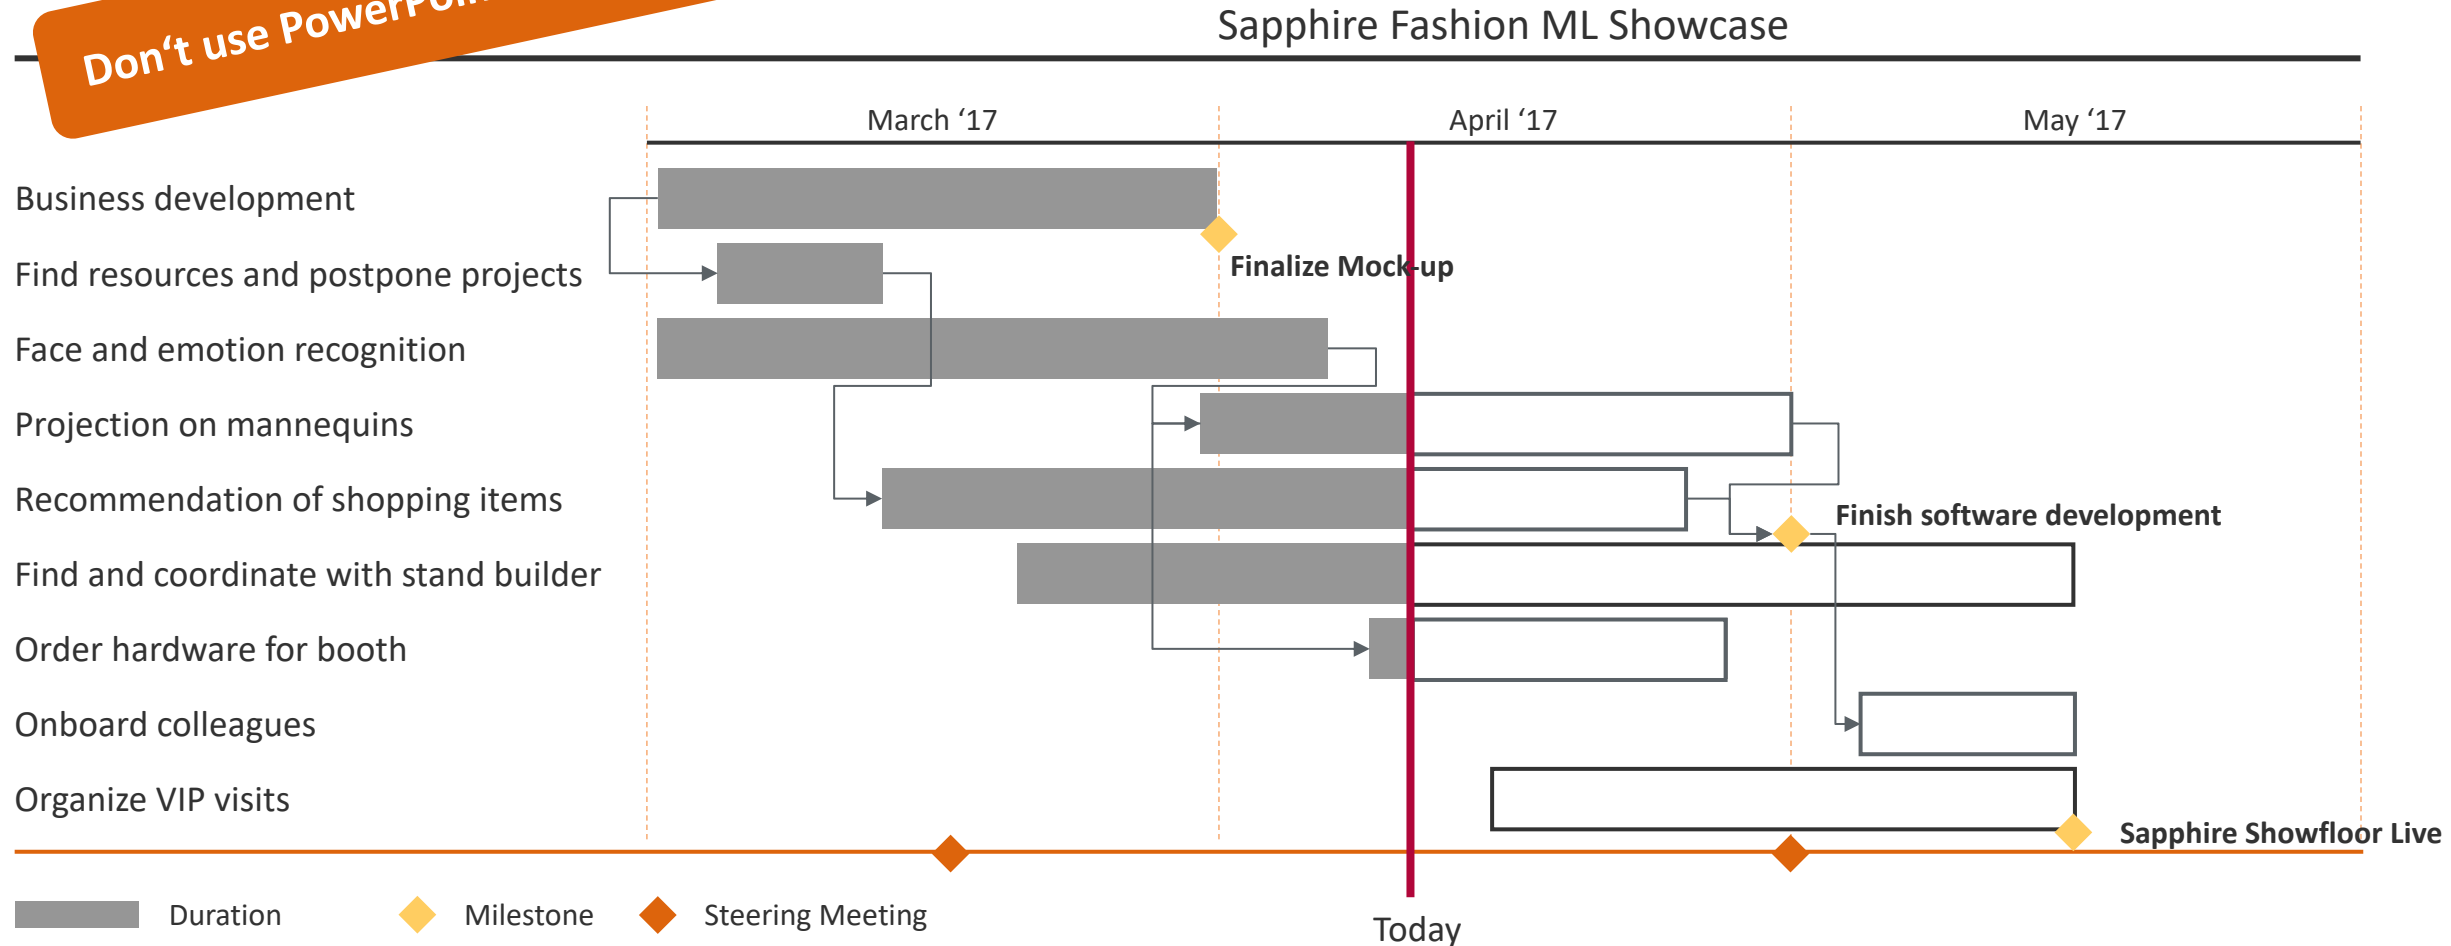 Don‘t use PowerPoin
Sapphire Fashion ML Showcase
March ‘17
April ‘17
May ‘17
Business development
Finalize Mock-up
Find resources and postpone projects
Face and emotion recognition
Projection on mannequins
Recommendation of shopping items
Finish software development
Find and coordinate with stand builder
Order hardware for booth
Onboard colleagues
Organize VIP visits
Sapphire Showfloor Live
Duration
Milestone
Steering Meeting
Today